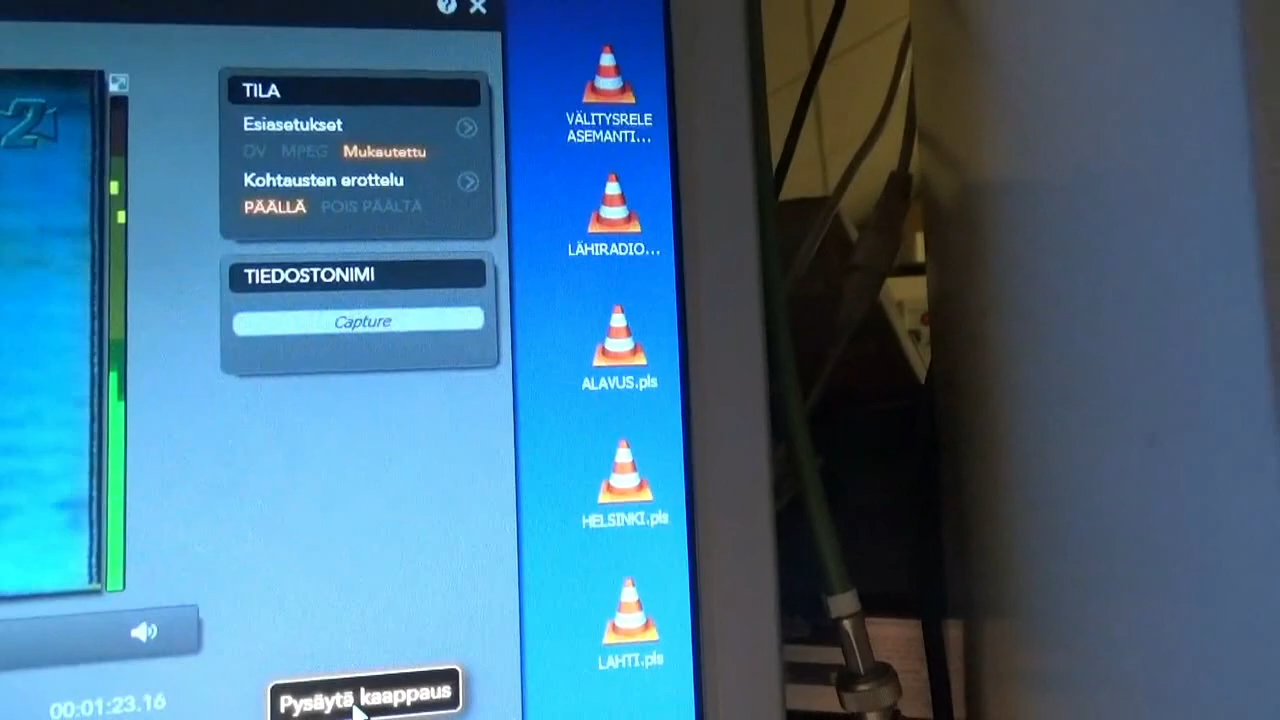 2
TILA
Esiasetukset
DV MPEG Mukautettu
Kohtausten erottelu
PÄÄLLÄ POIS PÄÄLTÄ
TIEDOSTONIMI
Capture
00:01:23.16
Pysäytä kaappaus
VÄLITYSRELE
ASEMANTI...
LÄHIRADIO...
ALAVUS.pls
HELSINKI.pls
LAHTI.pls